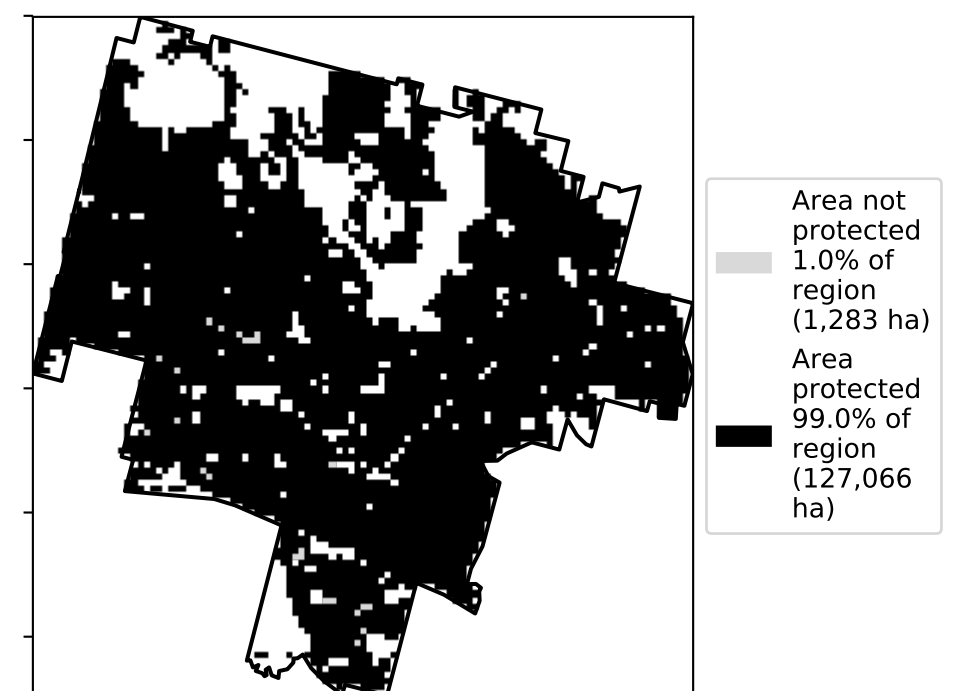 Area not
protected
1.0% of
region
(1,283 ha)
Area
protected
99.0% of
region
(127,066
ha)